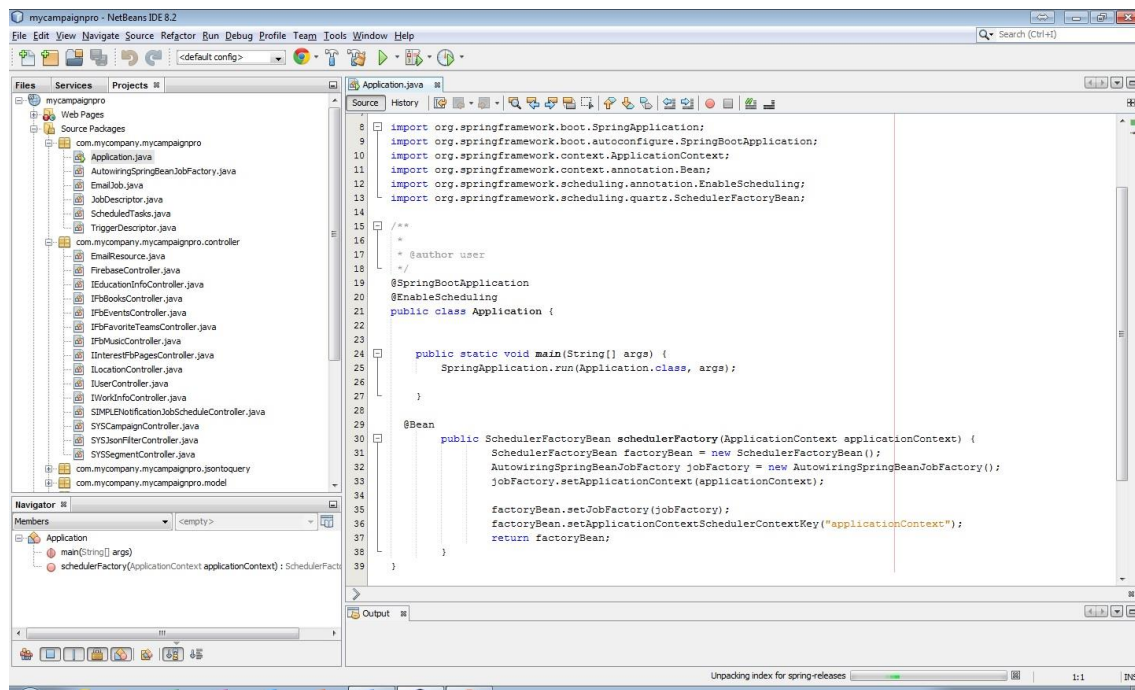 mycampaignpro - NetBeans IDE 8.2
File Edit View Navigate Source Refactor Run Debug Profile Team Tools Window Help
Search (Ctrl+I)
<default config>
Files Services Projects
mycampaignpro
Web Pages
Source Packages
com.mycompany.mycampaignpro
Application.java
AutowiringSpringBeanJobFactory.java
EmailJob.java
JobDescriptor.java
ScheduledTasks.java
TriggerDescriptor.java
com.mycompany.mycampaignpro.controller
EmailResource.java
FirebaseController.java
IEducationInfoController.java
IFbBooksController.java
IFbEventsController.java
IFbFavoriteTeamsController.java
IFbMusicController.java
IInterestFbPagesController.java
ILocationController.java
IUserController.java
IWorkInfoController.java
SIMPLENotificationJobScheduleController.java
SYSCampaignController.java
SYSJsonFilterController.java
SYSSegmentController.java
com.mycompany.mycampaignpro.jsontoquery
com.mycompany.mycampaignpro.model
Navigator
Members <empty>
Application
main(String[] args)
schedulerFactory(ApplicationContext applicationContext) : SchedulerFacto
Application.java
Source History
8 import org.springframework.boot.SpringApplication;
9 import org.springframework.boot.autoconfigure.SpringBootApplication;
10 import org.springframework.context.ApplicationContext;
11 import org.springframework.context.annotation.Bean;
12 import org.springframework.scheduling.annotation.EnableScheduling;
13 import org.springframework.scheduling.quartz.SchedulerFactoryBean;
14
15 /**
16 *
17 * @author user
18 */
19 @SpringBootApplication
20 @EnableScheduling
21 public class Application {
22
23
24 public static void main(String[] args) {
25 SpringApplication.run(Application.class, args);
26
27 }
28
29 @Bean
30 public SchedulerFactoryBean schedulerFactory(ApplicationContext applicationContext) {
31 SchedulerFactoryBean factoryBean = new SchedulerFactoryBean();
32 AutowiringSpringBeanJobFactory jobFactory = new AutowiringSpringBeanJobFactory();
33 jobFactory.setApplicationContext(applicationContext);
34
35 factoryBean.setJobFactory(jobFactory);
36 factoryBean.setApplicationContextSchedulerContextKey("applicationContext");
37 return factoryBean;
38 }
39 }
Output
Unpacking index for spring-releases
1:1 INS